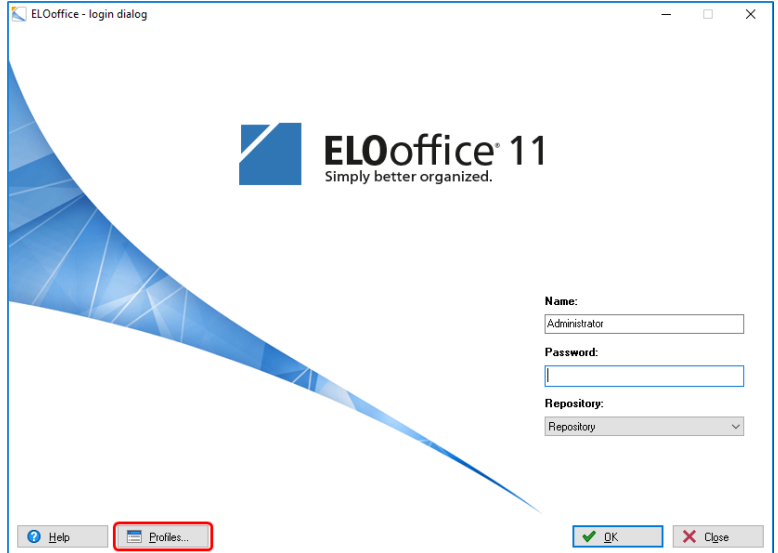 ELOoffice - login dialog
ELOoffice® 11
Simply better organized.
Name:
Administrator
Password:
Repository:
Repository
Help
Profiles...
OK
Close